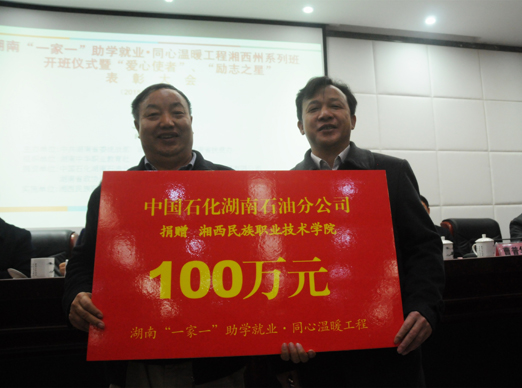 湖南“一家一”助学就业·同心温暖工程湘西州系列班
开班仪式暨“爱心使者”、“励志之星”
表彰 会
中国石化湖南石油分公司
捐赠 湘西民族职业技术学院
100万元
湖南“一家一”助学就业·同心温暖工程